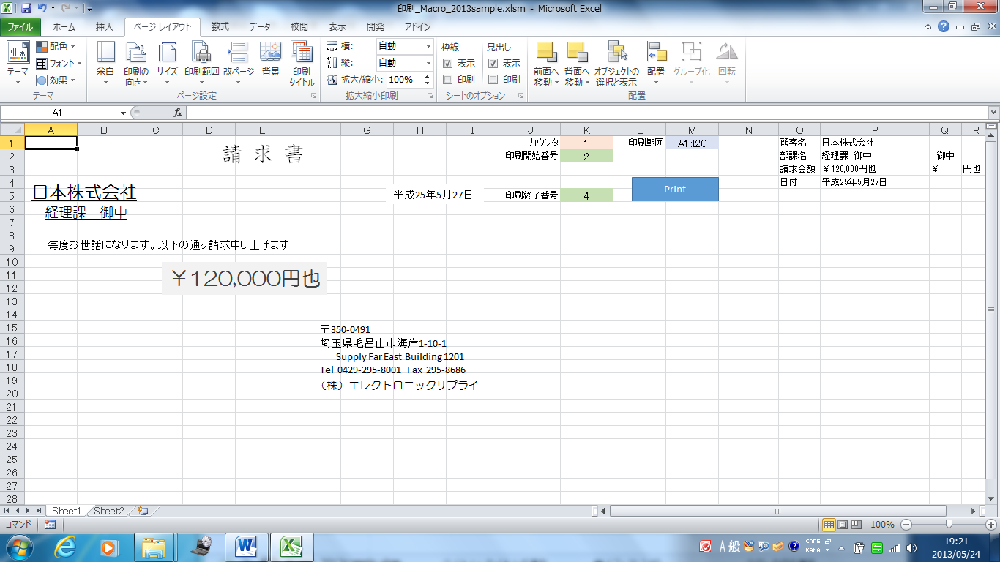 印刷_Macro_2013sample.xlsm - Microsoft Excel
ファイル ホーム 挿入 ページ レイアウト 数式 データ 校閲 表示 開発 アドイン
亜ぁ
テーマ
配色
フォント
効果
テーマ
余白
印刷の向き
サイズ
印刷範囲
改ページ
背景
印刷タイトル
ページ設定
横: 自動
縦: 自動
拡大/縮小: 100%
拡大縮小印刷
枠線 見出し
表示 表示
印刷 印刷
シートのオプション
前面へ移動
背面へ移動
オブジェクトの選択と表示
配置
グループ化
回転
配置
A1 fx
A B C D E F G H I J K L M N O P Q R
1 カウンタ 1 印刷範囲 A1:I20 顧客名 日本株式会社
請 求 書
2 印刷開始番号 2 部課名 経理課 御中 御中
3 請求金額 ¥120,000円也 ¥ 円也
4 Print 日付 平成25年5月27日
日本株式会社
平成25年5月27日
5 印刷終了番号 4
6
経理課 御中
7
8
毎度お世話になります。以下の通り請求申し上げます
9
10
11
¥120,000円也
12
13
14
15 〒350-0491
16 埼玉県毛呂山市海岸1-10-1
17 Supply Far East Building 1201
18 Tel 0429-295-8001 Fax 295-8686
19 （株）エレクトロニックサプライ
20
21
22
23
24
25
26
27
28
Sheet1 Sheet2
コマンド 100%
A 般 CAPS KANA
19:21
2013/05/24